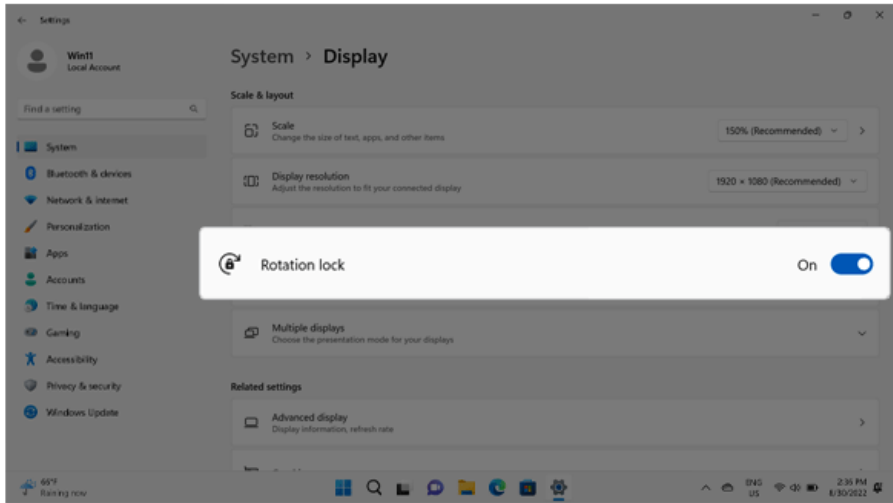 Settings
Win11
Local Account
Find a setting
System
Bluetooth & devices
Network & internet
Personalization
Apps
Accounts
Time & language
Gaming
Accessibility
Privacy & security
Windows Update
System > Display
Scale & layout
Scale
Change the size of text, apps, and other items
150% (Recommended)
Display resolution
Adjust the resolution to fit your connected display
1920 × 1080 (Recommended)
Rotation lock
On
Multiple displays
Choose the presentation mode for your displays
Related settings
Advanced display
Display information, refresh rate
66°F
Raining now
ENG
US
2:36 PM
6/30/2022